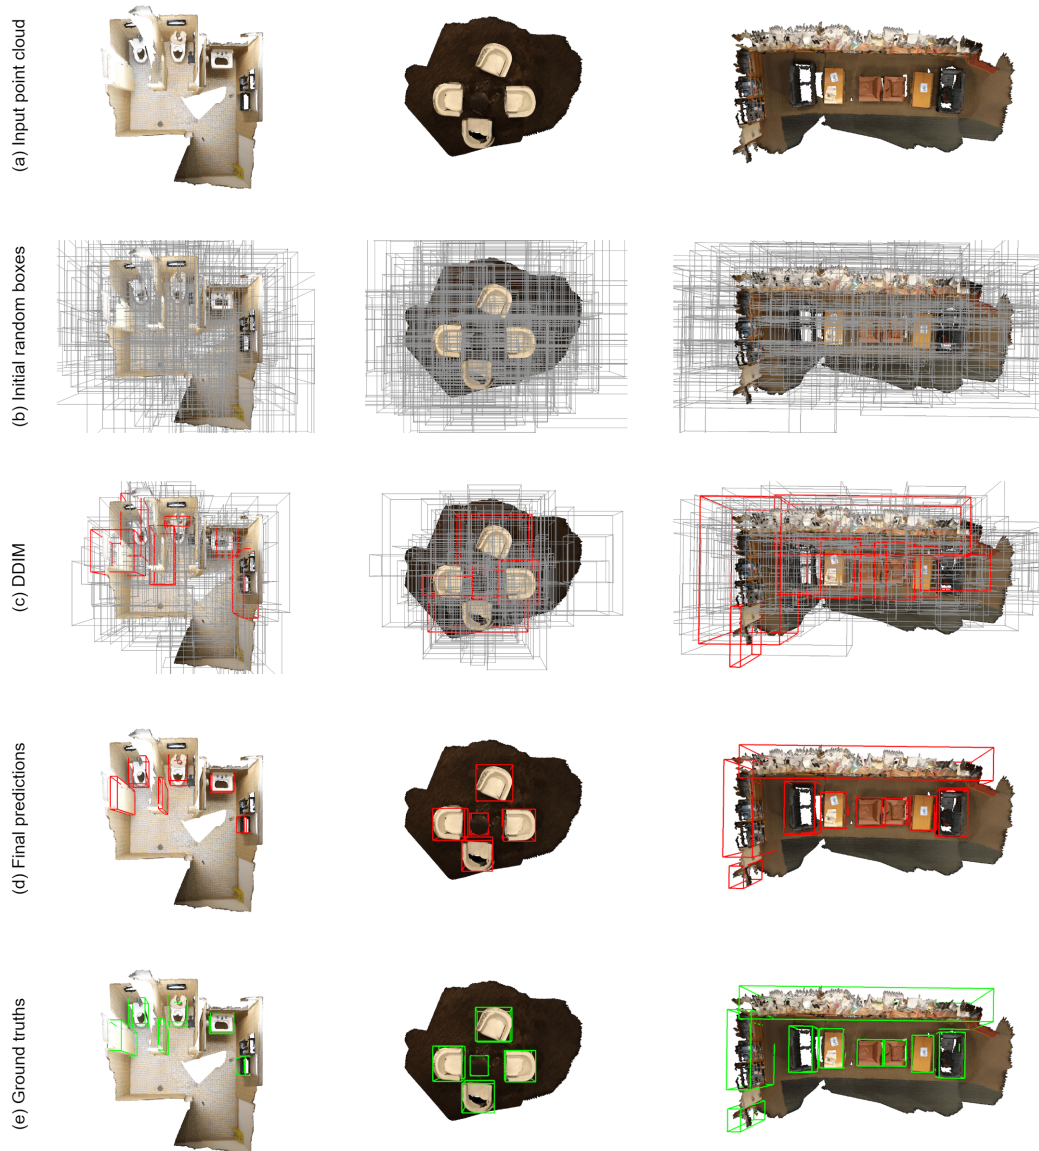 (a) Input point cloud
(b) Initial random boxes
(c) DDIM
(d) Final predictions
(e) Ground truths